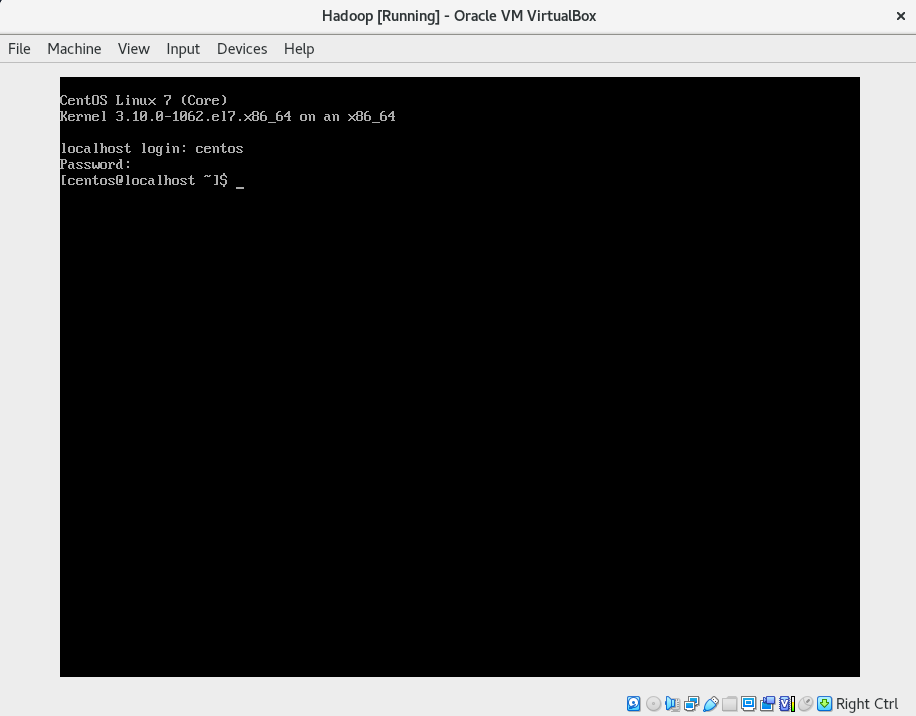 Hadoop [Running] - Oracle VM VirtualBox
File Machine View Input Devices Help
CentOS Linux 7 (Core)
Kernel 3.10.0-1062.el7.x86_64 on an x86_64
localhost login: centos
Password:
[centos@localhost ~]$ _
Right Ctrl